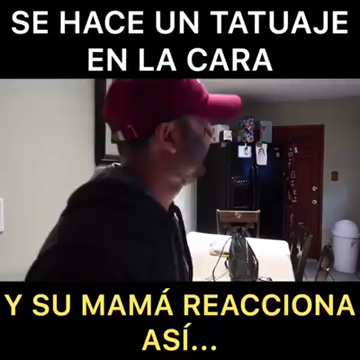 SE HACE UN TATUAJE
EN LA CARA
Y SU MAMÁ REACCIONA
ASÍ...